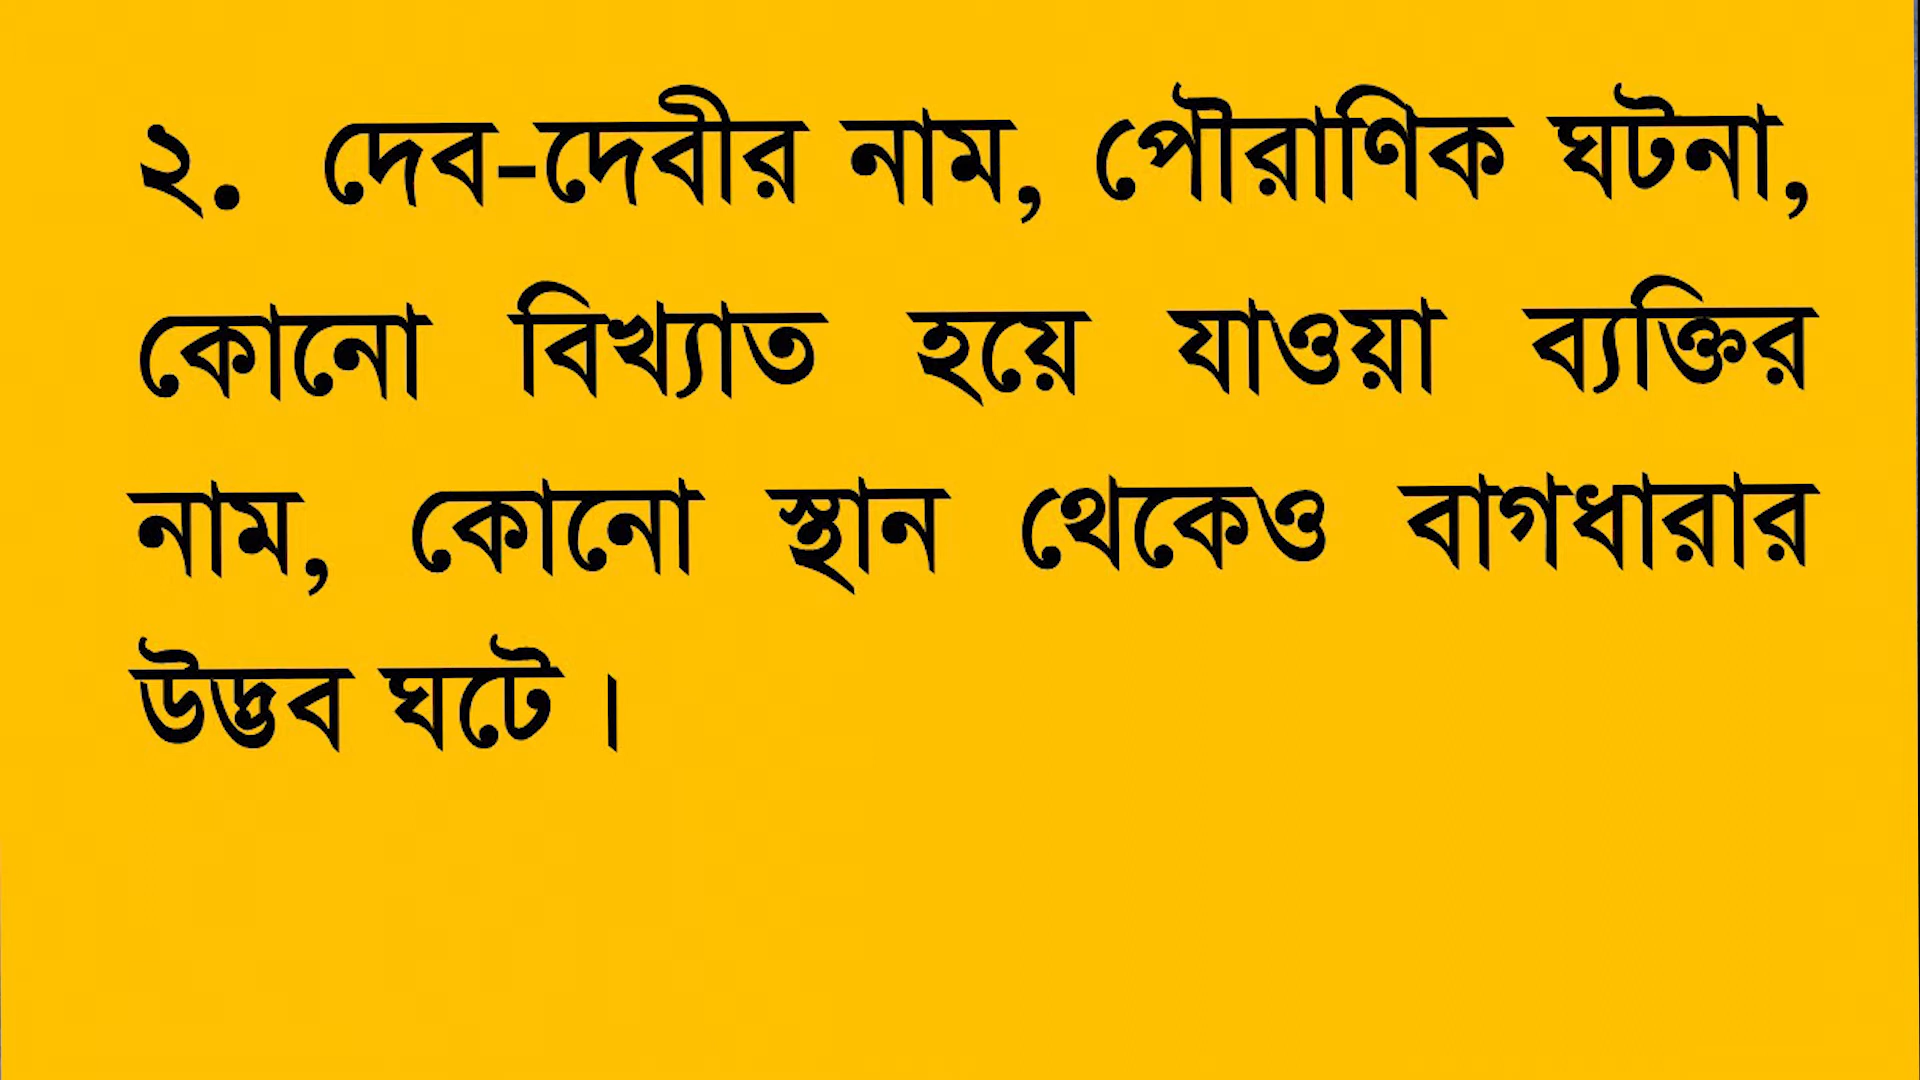 ২. দেব-দেবীর নাম, পৌরাণিক ঘটনা,
কোনো বিখ্যাত হয়ে যাওয়া ব্যক্তির
নাম, কোনো স্থান থেকেও বাগধারার
উদ্ভব ঘটে।